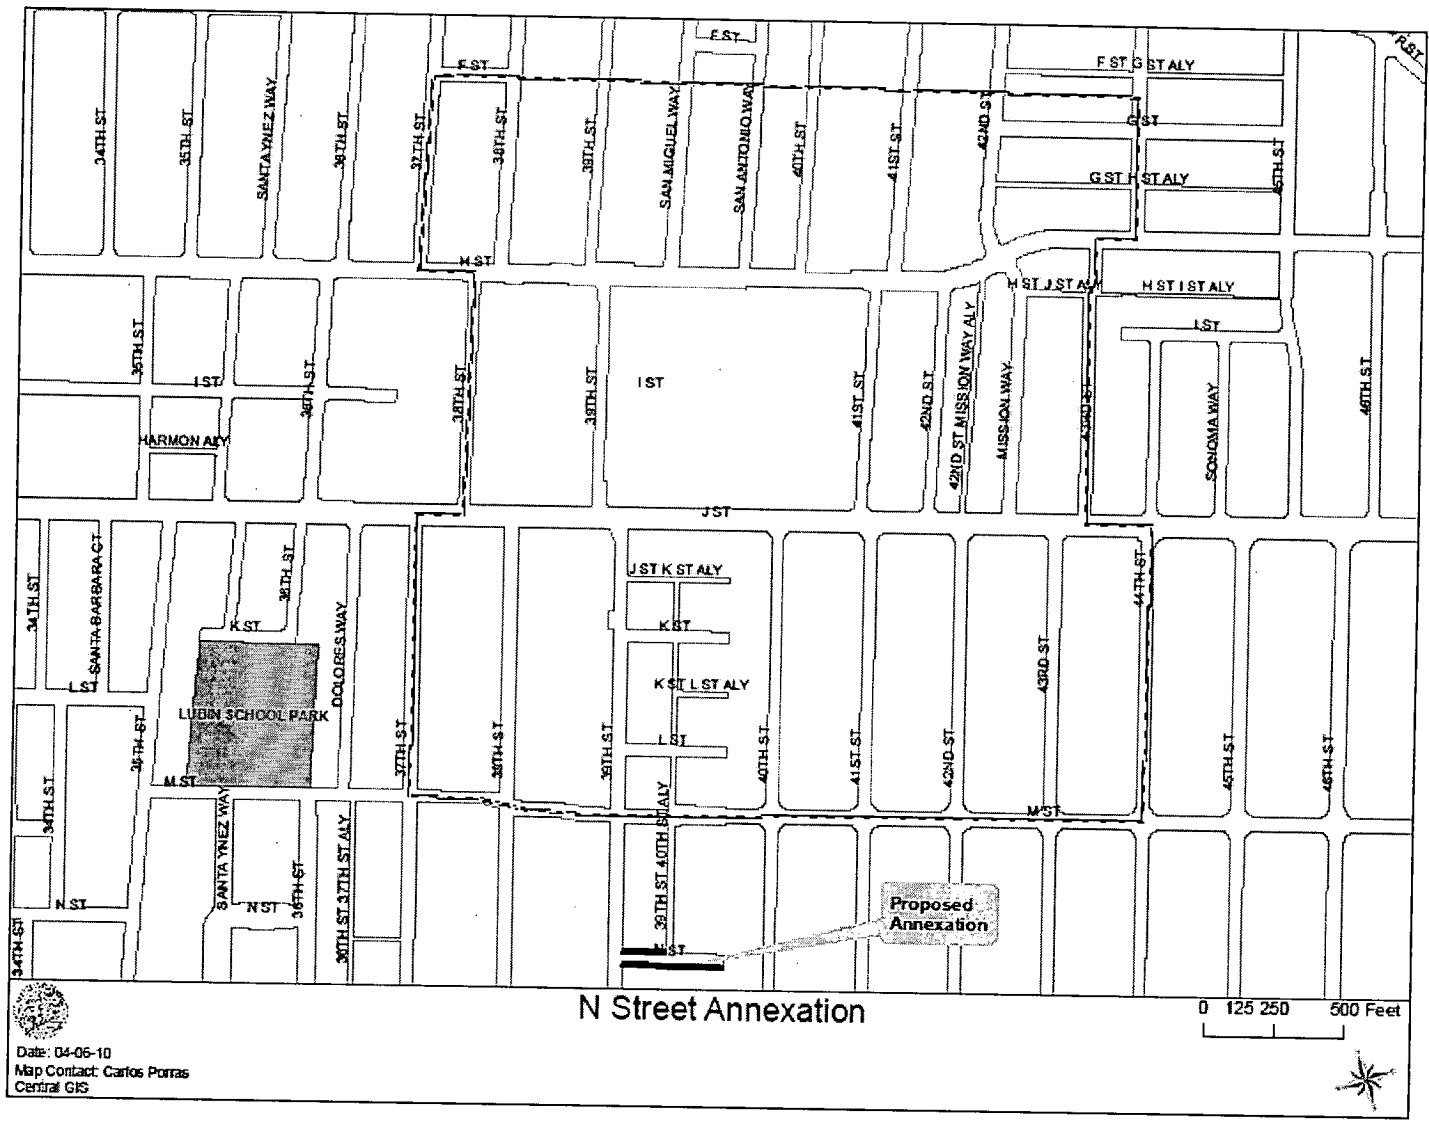 F ST
R ST
F ST
F ST G ST ALY
34TH ST
35TH ST
SANTA YNEZ WAY
36TH ST
37TH ST
38TH ST
39TH ST
SAN MIGUEL WAY
SAN ANTONIO WAY
40TH ST
41ST ST
42ND ST
G ST
45TH ST
G ST H ST ALY
H ST
H ST J ST ALY
H ST I ST ALY
I ST
35TH ST
I ST
36TH ST
38TH ST
39TH ST
I ST
41ST ST
42ND ST
42ND ST MISSION WAY ALY
MISSION WAY
43RD ST
SONOMA WAY
46TH ST
HARMON ALY
J ST
34TH ST
SANTA BARBARA CT
36TH ST
DOLORES WAY
J ST K ST ALY
44TH ST
K ST
K ST
L ST
K ST L ST ALY
43RD ST
LUBIN SCHOOL PARK
35TH ST
37TH ST
38TH ST
39TH ST
L ST
40TH ST
41ST ST
42ND ST
45TH ST
46TH ST
M ST
34TH ST
SANTA YNEZ WAY
36TH ST
36TH ST 37TH ST ALY
39TH ST 40TH ST ALY
M ST
N ST
N ST
34TH ST
N ST
Proposed
Annexation
N Street Annexation
0 125 250 500 Feet
Date: 04-06-10
Map Contact: Carlos Porras
Central GIS